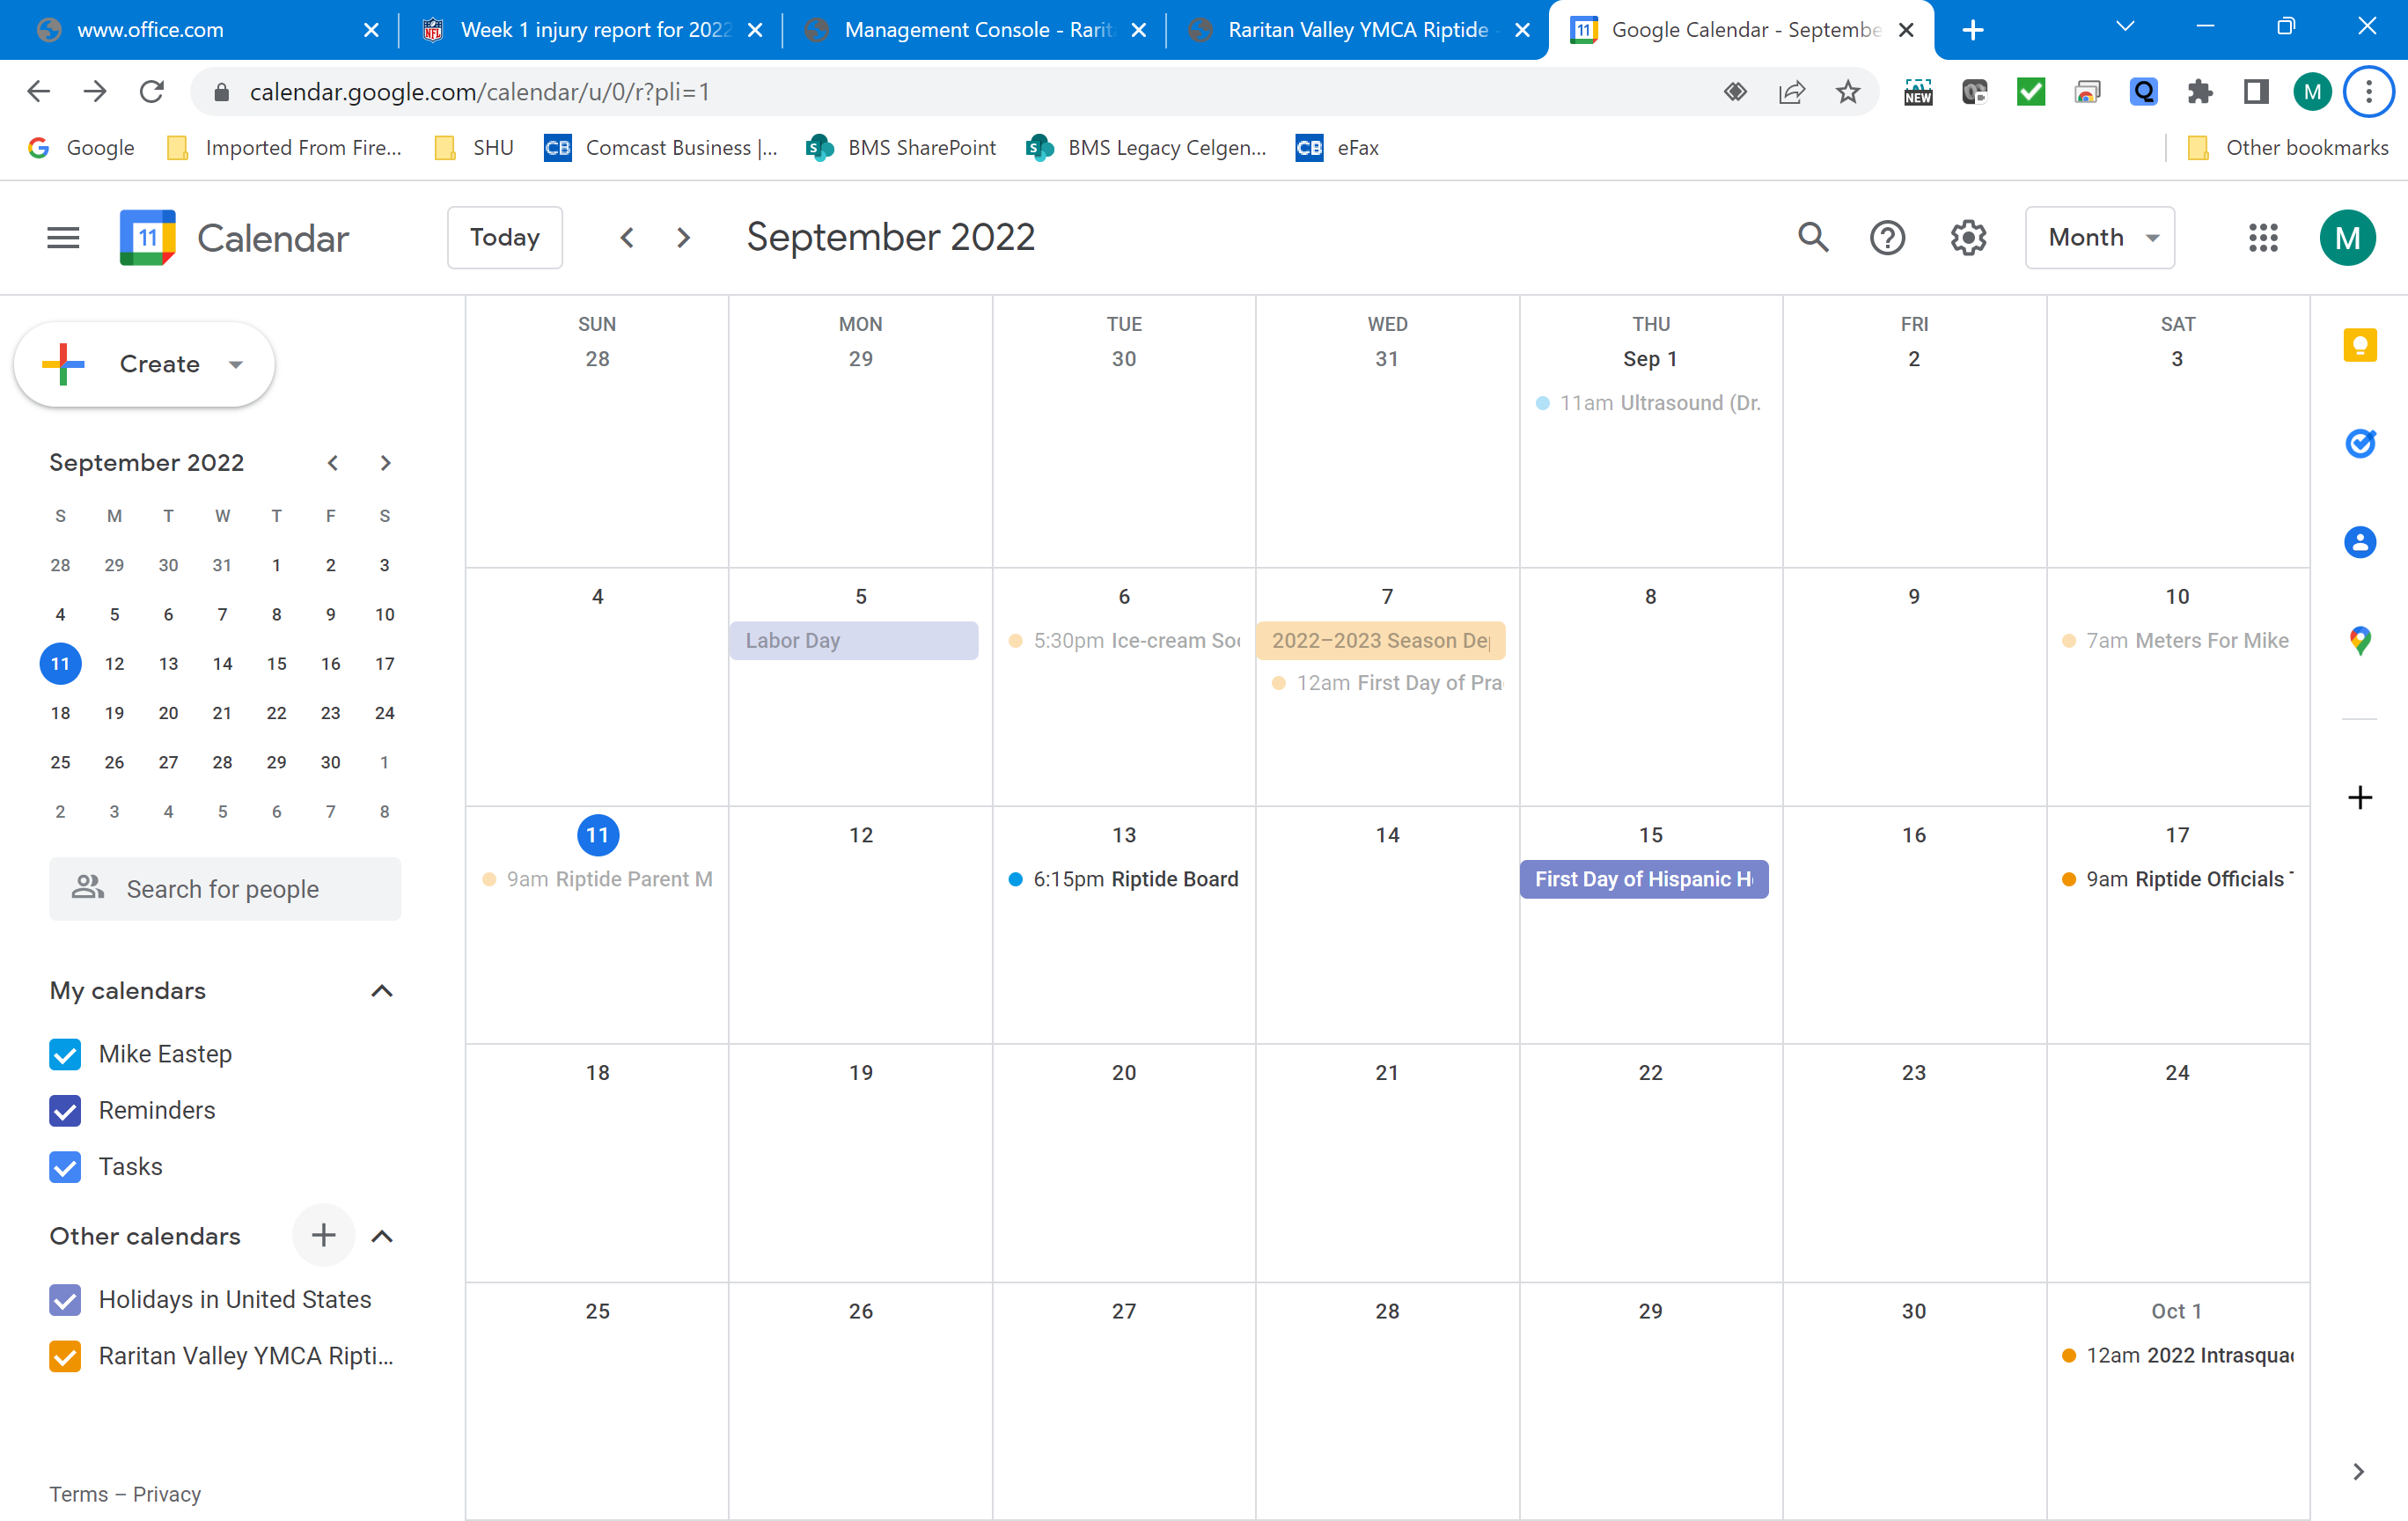 www.office.com
Week 1 injury report for 2022
Management Console - Rarit
Raritan Valley YMCA Riptide
Google Calendar - Septembe
calendar.google.com/calendar/u/0/r?pli=1
NEW
Q
M
Google
Imported From Fire...
SHU
CB Comcast Business |...
BMS SharePoint
BMS Legacy Celgen...
CB eFax
Other bookmarks
11
Calendar
Today
September 2022
Month
M
Create
September 2022
S M T W T F S
28 29 30 31 1 2 3
4 5 6 7 8 9 10
11 12 13 14 15 16 17
18 19 20 21 22 23 24
25 26 27 28 29 30 1
2 3 4 5 6 7 8
Search for people
My calendars
Mike Eastep
Reminders
Tasks
Other calendars
Holidays in United States
Raritan Valley YMCA Ripti...
Terms – Privacy
SUN MON TUE WED THU FRI SAT
28 29 30 31 Sep 1 2 3
11am Ultrasound (Dr.
4 5 6 7 8 9 10
Labor Day
5:30pm Ice-cream Soc
2022–2023 Season Dep
7am Meters For Mike
12am First Day of Pra
11 12 13 14 15 16 17
9am Riptide Parent M
6:15pm Riptide Board
First Day of Hispanic He
9am Riptide Officials T
18 19 20 21 22 23 24
25 26 27 28 29 30 Oct 1
12am 2022 Intrasquad